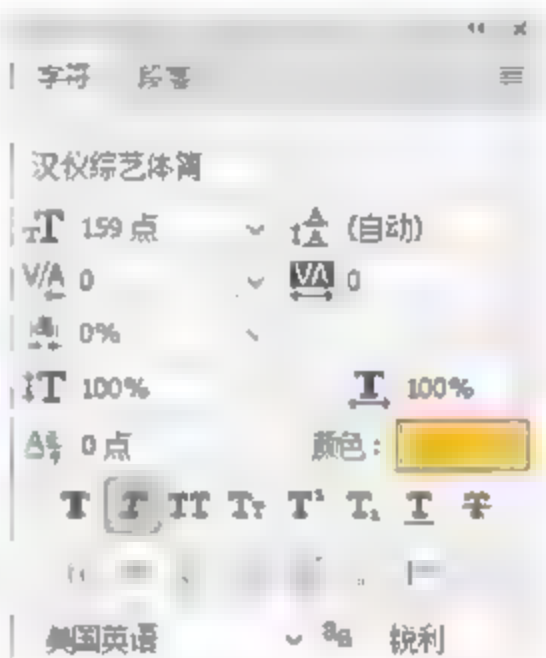 字符 段落
汉仪综艺体简
159 点 (自动)
0 0
0%
100% 100%
0 点 颜色：
美国英语 锐利